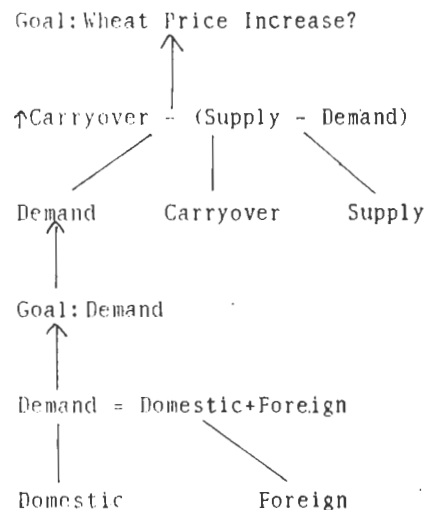 Goal:Wheat Price Increase?
↑Carryover - (Supply - Demand)
Demand Carryover Supply
Goal:Demand
Demand = Domestic+Foreign
Domestic Foreign